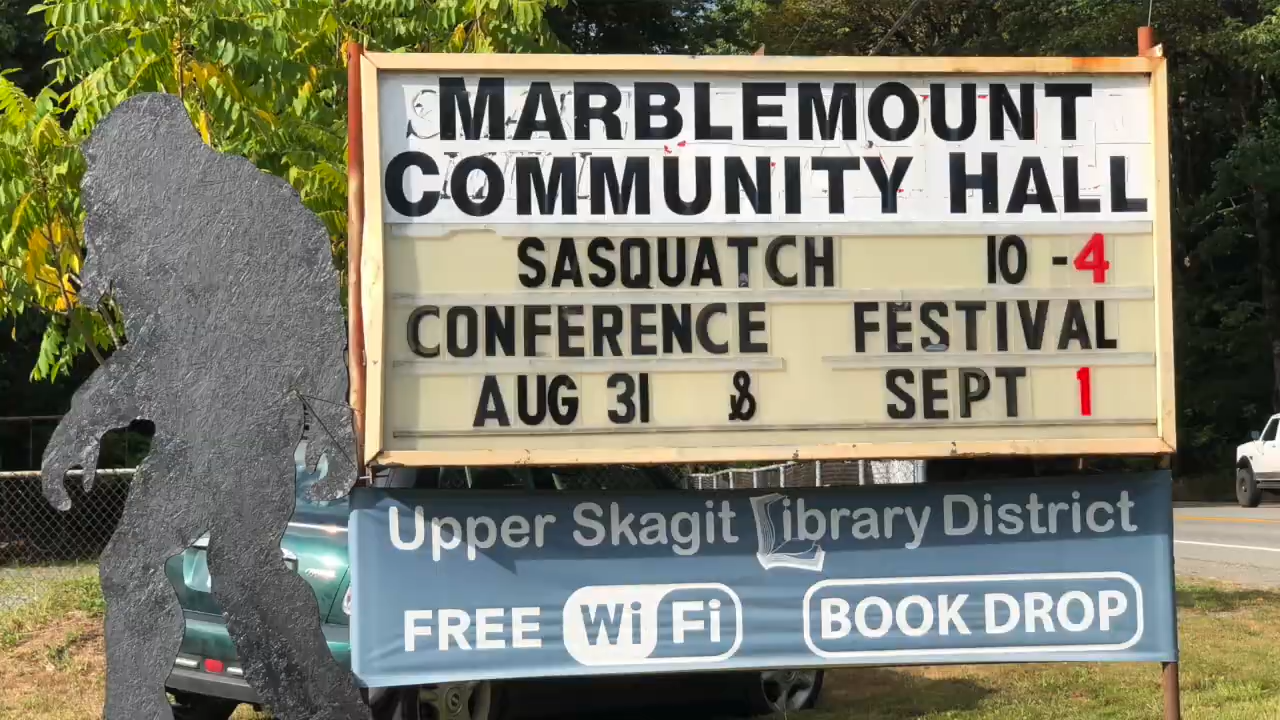 MARBLEMOUNT
COMMUNITY HALL
SASQUATCH 10-4
CONFERENCE FESTIVAL
AUG 31 & SEPT 1
Upper Skagit Library District
FREE WiFi BOOK DROP